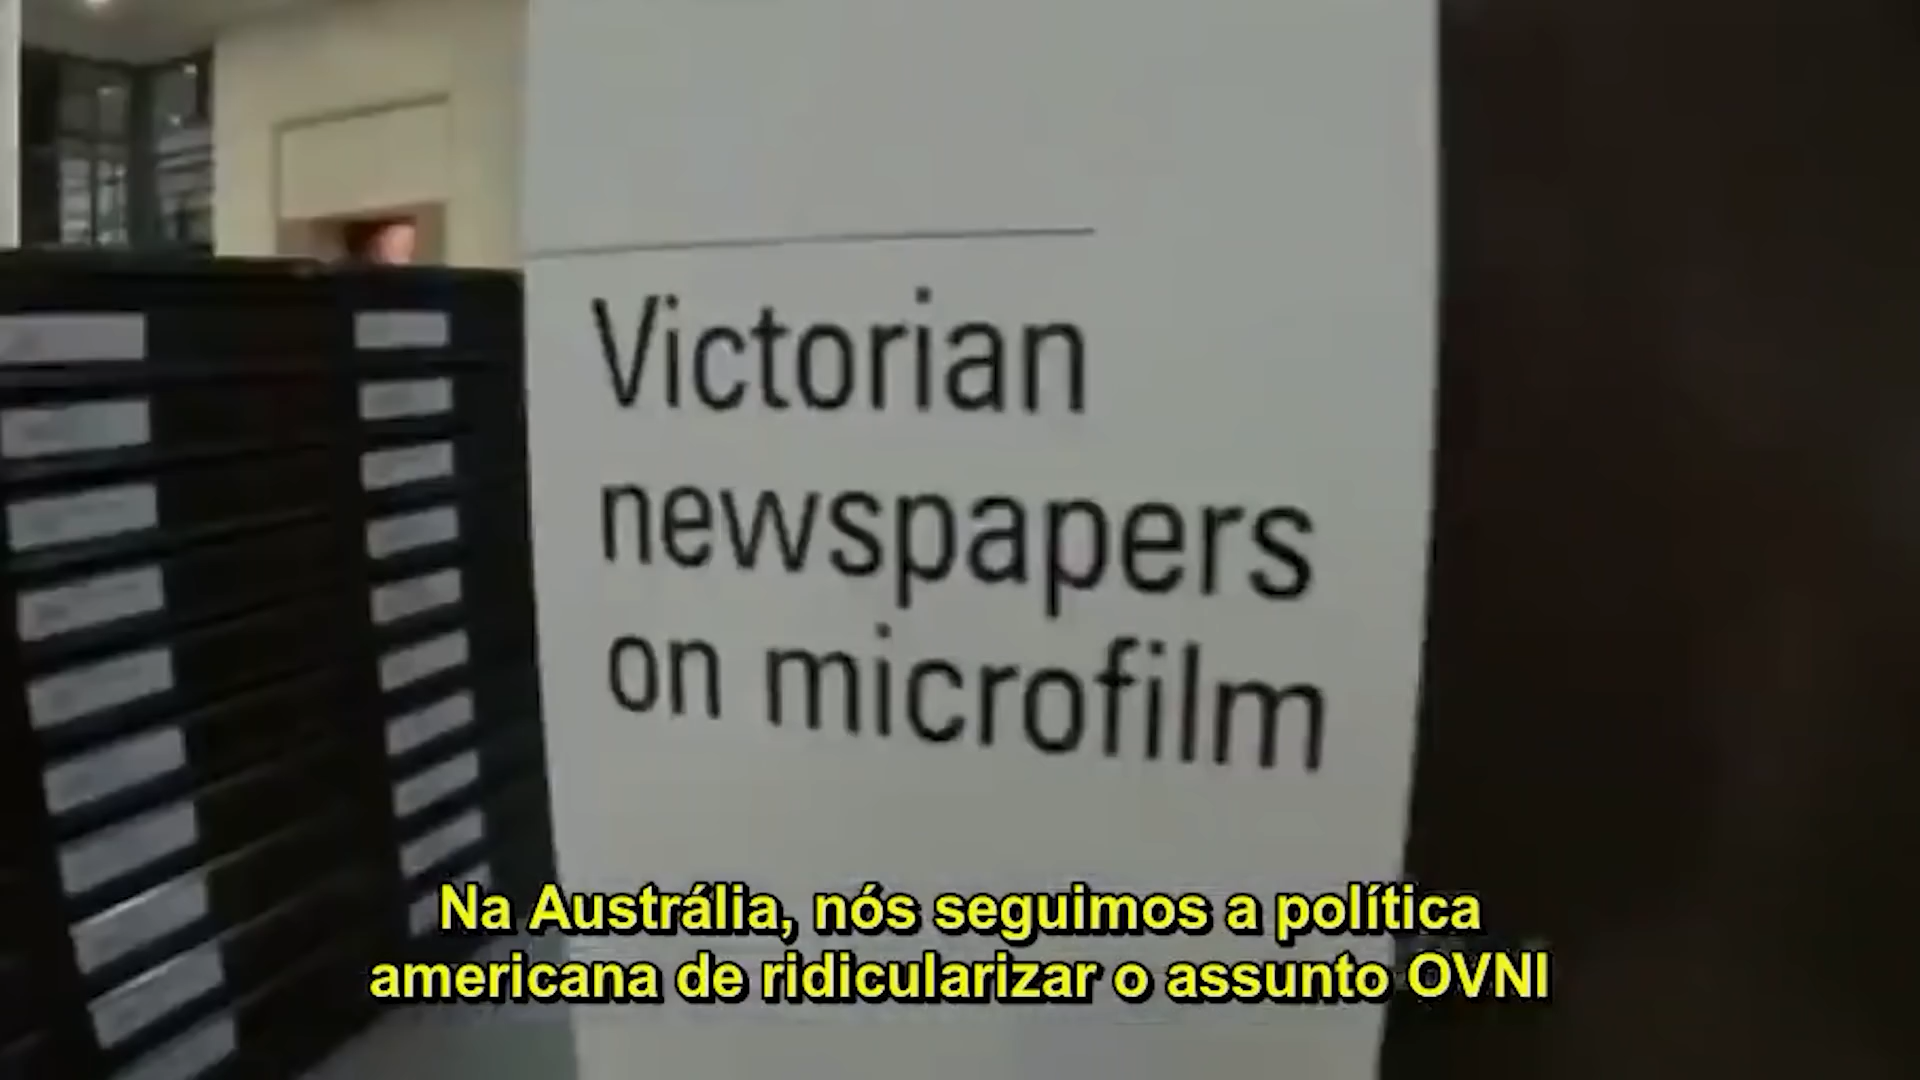 Victorian
newspapers
on microfilm
Na Austrália, nós seguimos a política
americana de ridicularizar o assunto OVNI